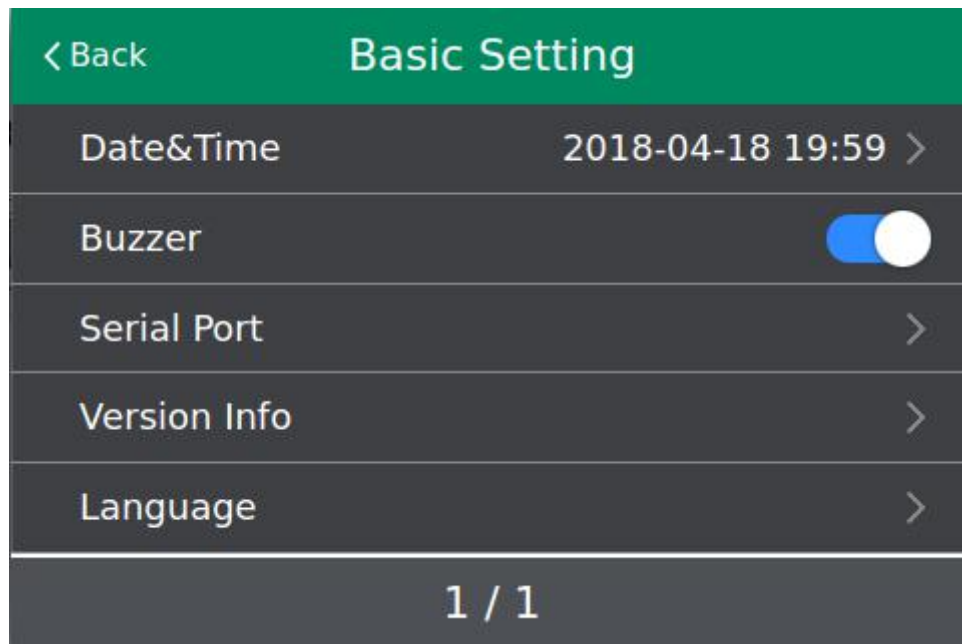 Back Basic Setting
Date&Time 2018-04-18 19:59
Buzzer
Serial Port
Version Info
Language
1 / 1